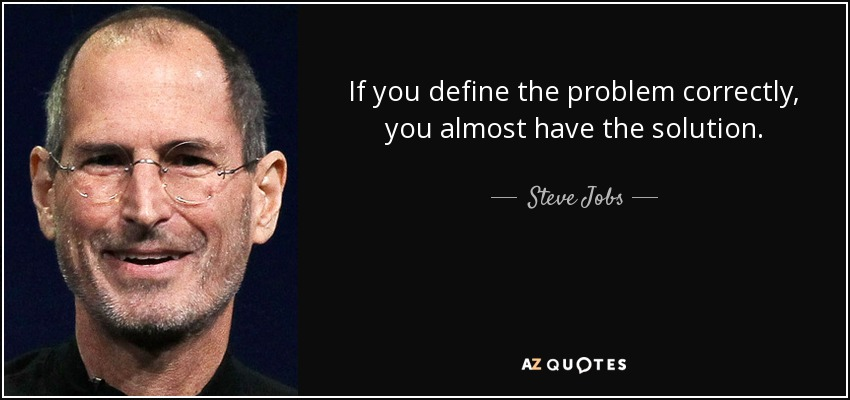 If you define the problem correctly,
you almost have the solution.
Steve Jobs
AZ QUOTES